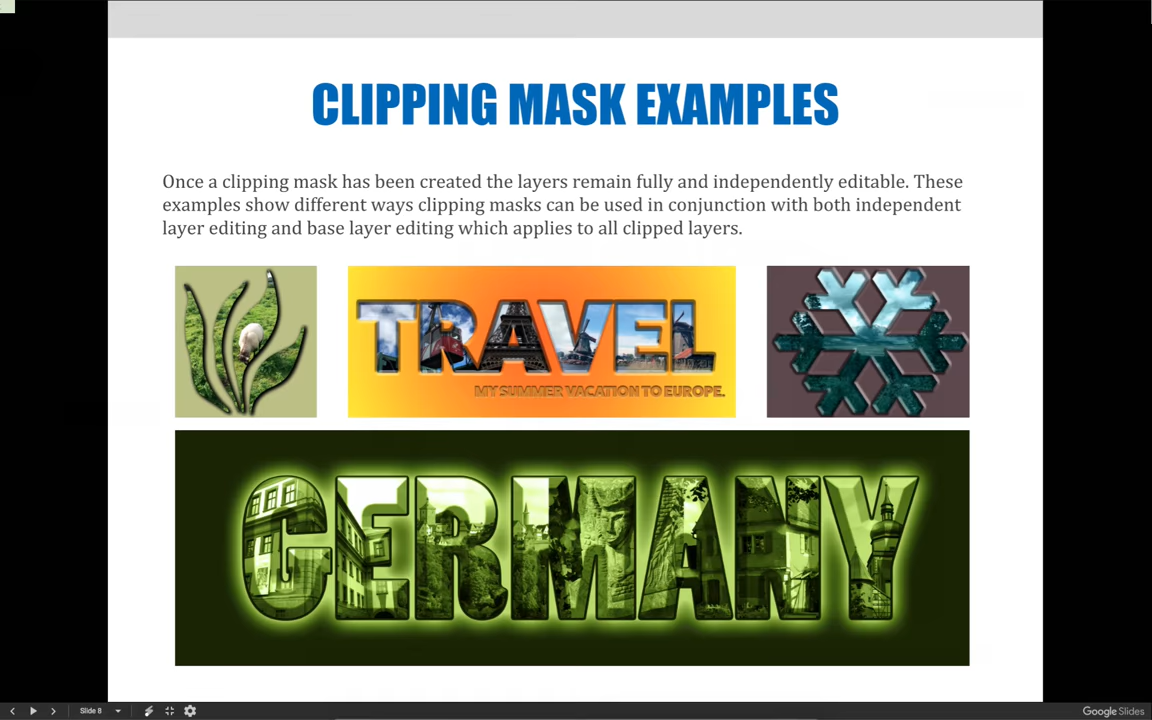 CLIPPING MASK EXAMPLES
Once a clipping mask has been created the layers remain fully and independently editable. These
examples show different ways clipping masks can be used in conjunction with both independent
layer editing and base layer editing which applies to all clipped layers.
TRAVEL
MY SUMMER VACATION TO EUROPE.
GERMANY
Slide 8
Google Slides